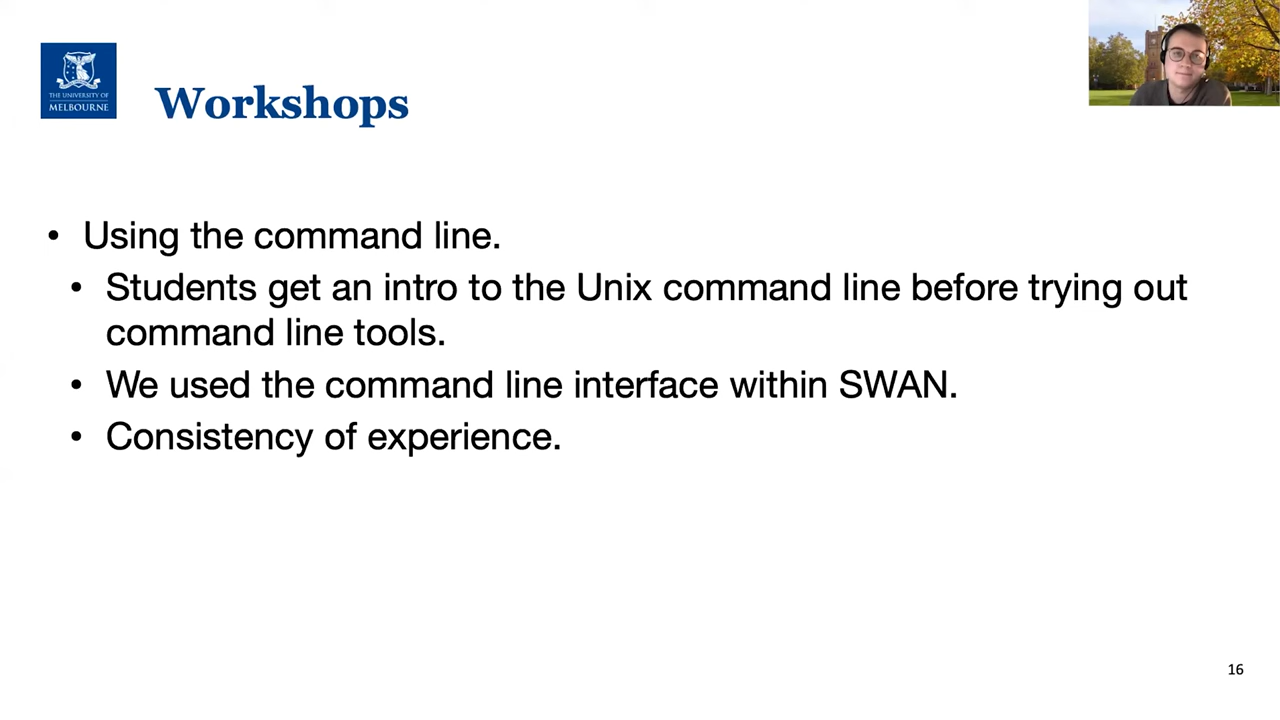 THE UNIVERSITY OF
MELBOURNE
Workshops
• Using the command line.
• Students get an intro to the Unix command line before trying out
command line tools.
• We used the command line interface within SWAN.
• Consistency of experience.
16